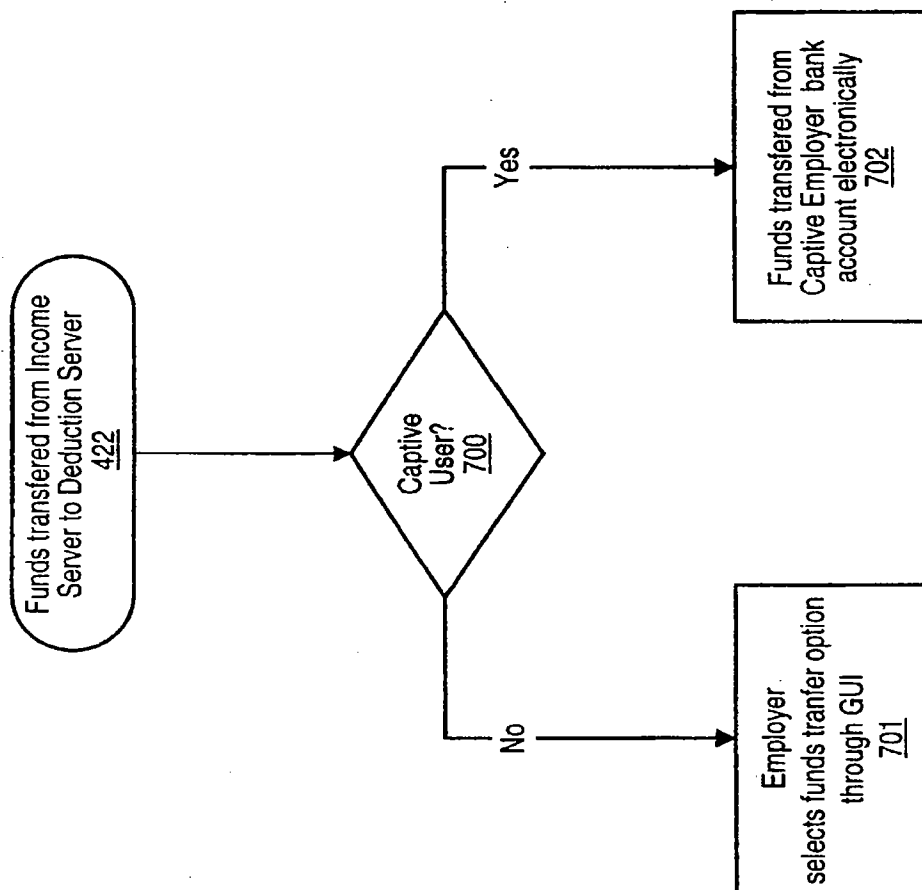 Funds transferred from Income
Server to Deduction Server
422
Captive
User?
700
No
Yes
Employer
selects funds tranfer option
through GUI
701
Funds transfered from
Captive Employer bank
account electronically
702